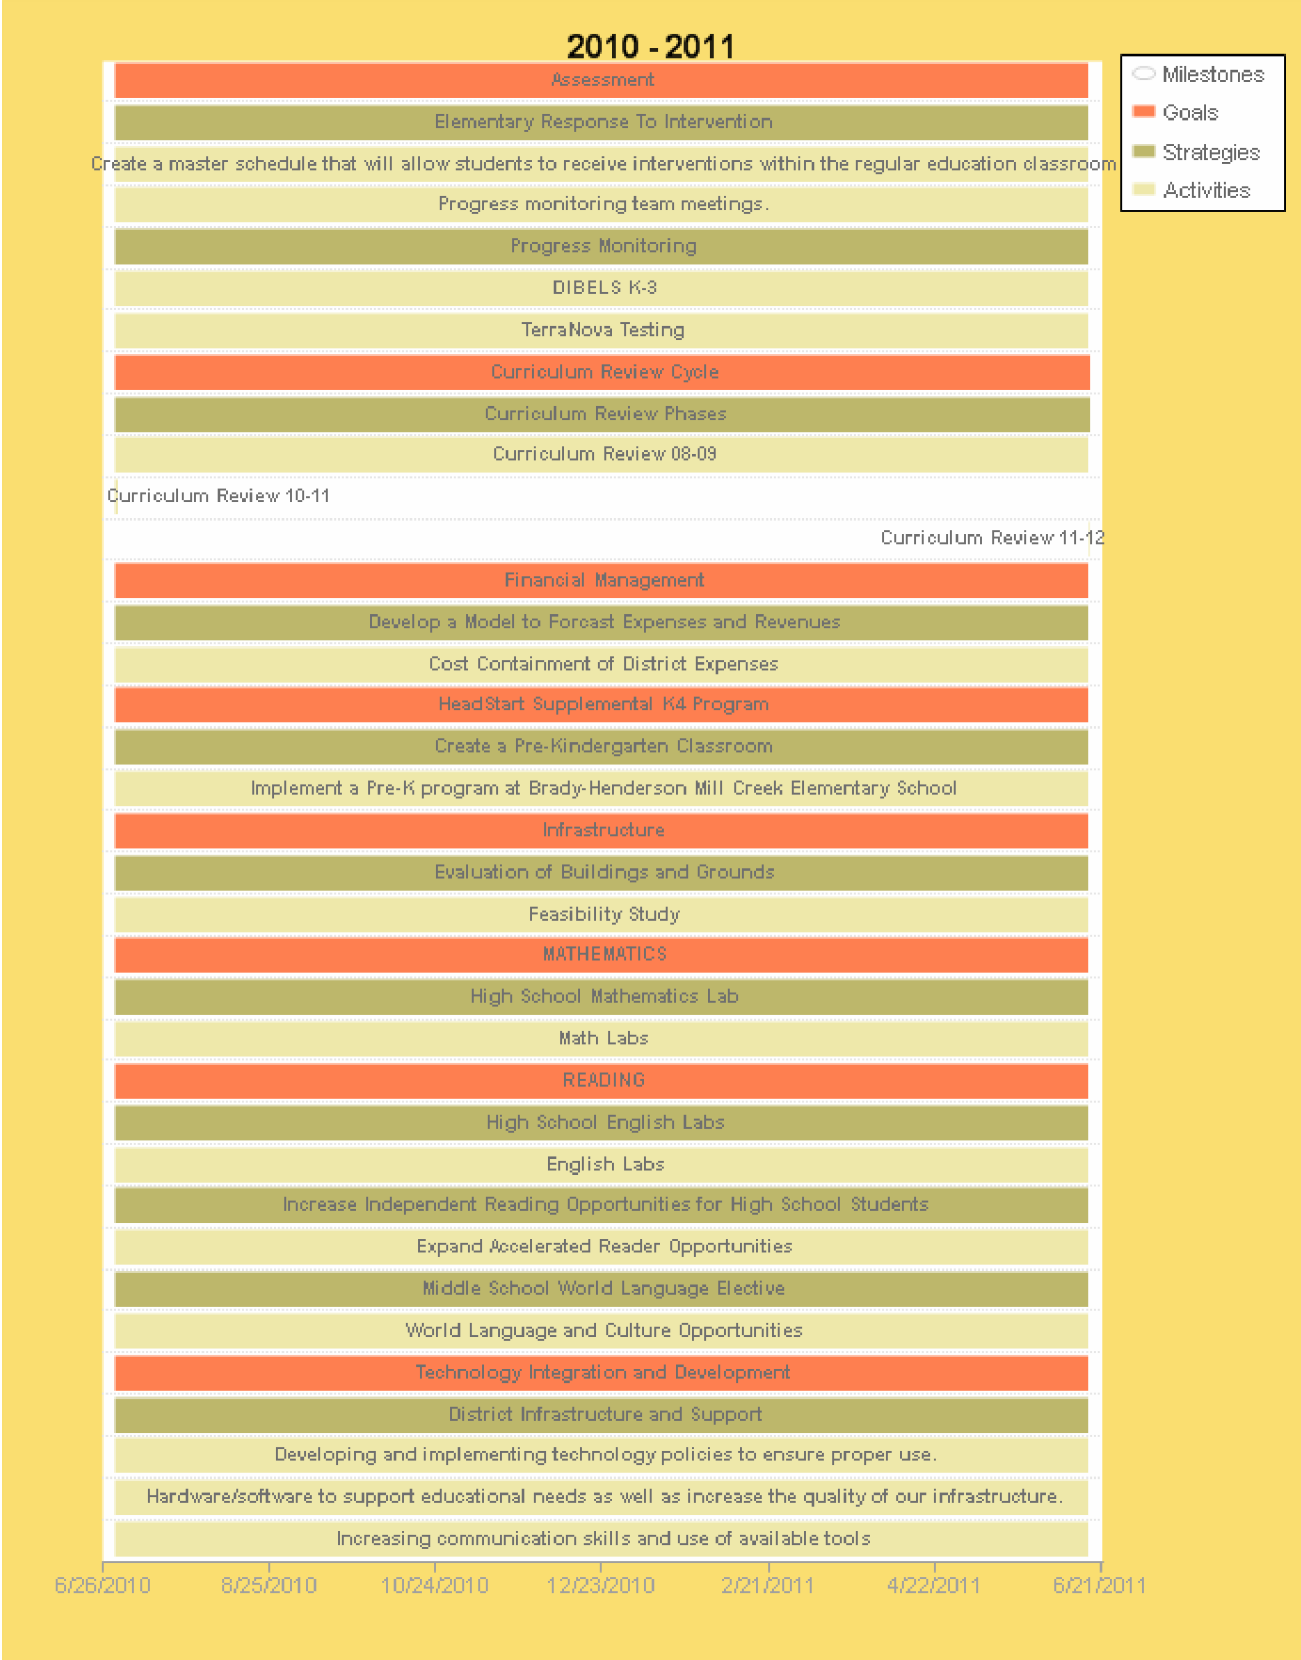 2010 - 2011
Milestones
Goals
Strategies
Activities
Assessment
Elementary Response To Intervention
Create a master schedule that will allow students to receive interventions within the regular education classroom
Progress monitoring team meetings.
Progress Monitoring
DIBELS K-3
TerraNova Testing
Curriculum Review Cycle
Curriculum Review Phases
Curriculum Review 08-09
Curriculum Review 10-11
Curriculum Review 11-12
Financial Management
Develop a Model to Forcast Expenses and Revenues
Cost Containment of District Expenses
HeadStart Supplemental K4 Program
Create a Pre-Kindergarten Classroom
Implement a Pre-K program at Brady-Henderson Mill Creek Elementary School
Infrastructure
Evaluation of Buildings and Grounds
Feasibility Study
MATHEMATICS
High School Mathematics Lab
Math Labs
READING
High School English Labs
English Labs
Increase Independent Reading Opportunities for High School Students
Expand Accelerated Reader Opportunities
Middle School World Language Elective
World Language and Culture Opportunities
Technology Integration and Development
District Infrastructure and Support
Developing and implementing technology policies to ensure proper use.
Hardware/software to support educational needs as well as increase the quality of our infrastructure.
Increasing communication skills and use of available tools
6/26/2010 8/25/2010 10/24/2010 12/23/2010 2/21/2011 4/22/2011 6/21/2011